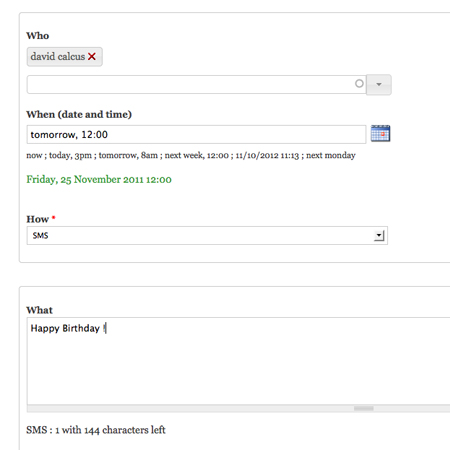 Who
david calcus
When (date and time)
tomorrow, 12:00
now ; today, 3pm ; tomorrow, 8am ; next week, 12:00 ; 11/10/2012 11:13 ; next monday
Friday, 25 November 2011 12:00
How *
SMS
What
Happy Birthday !
SMS : 1 with 144 characters left